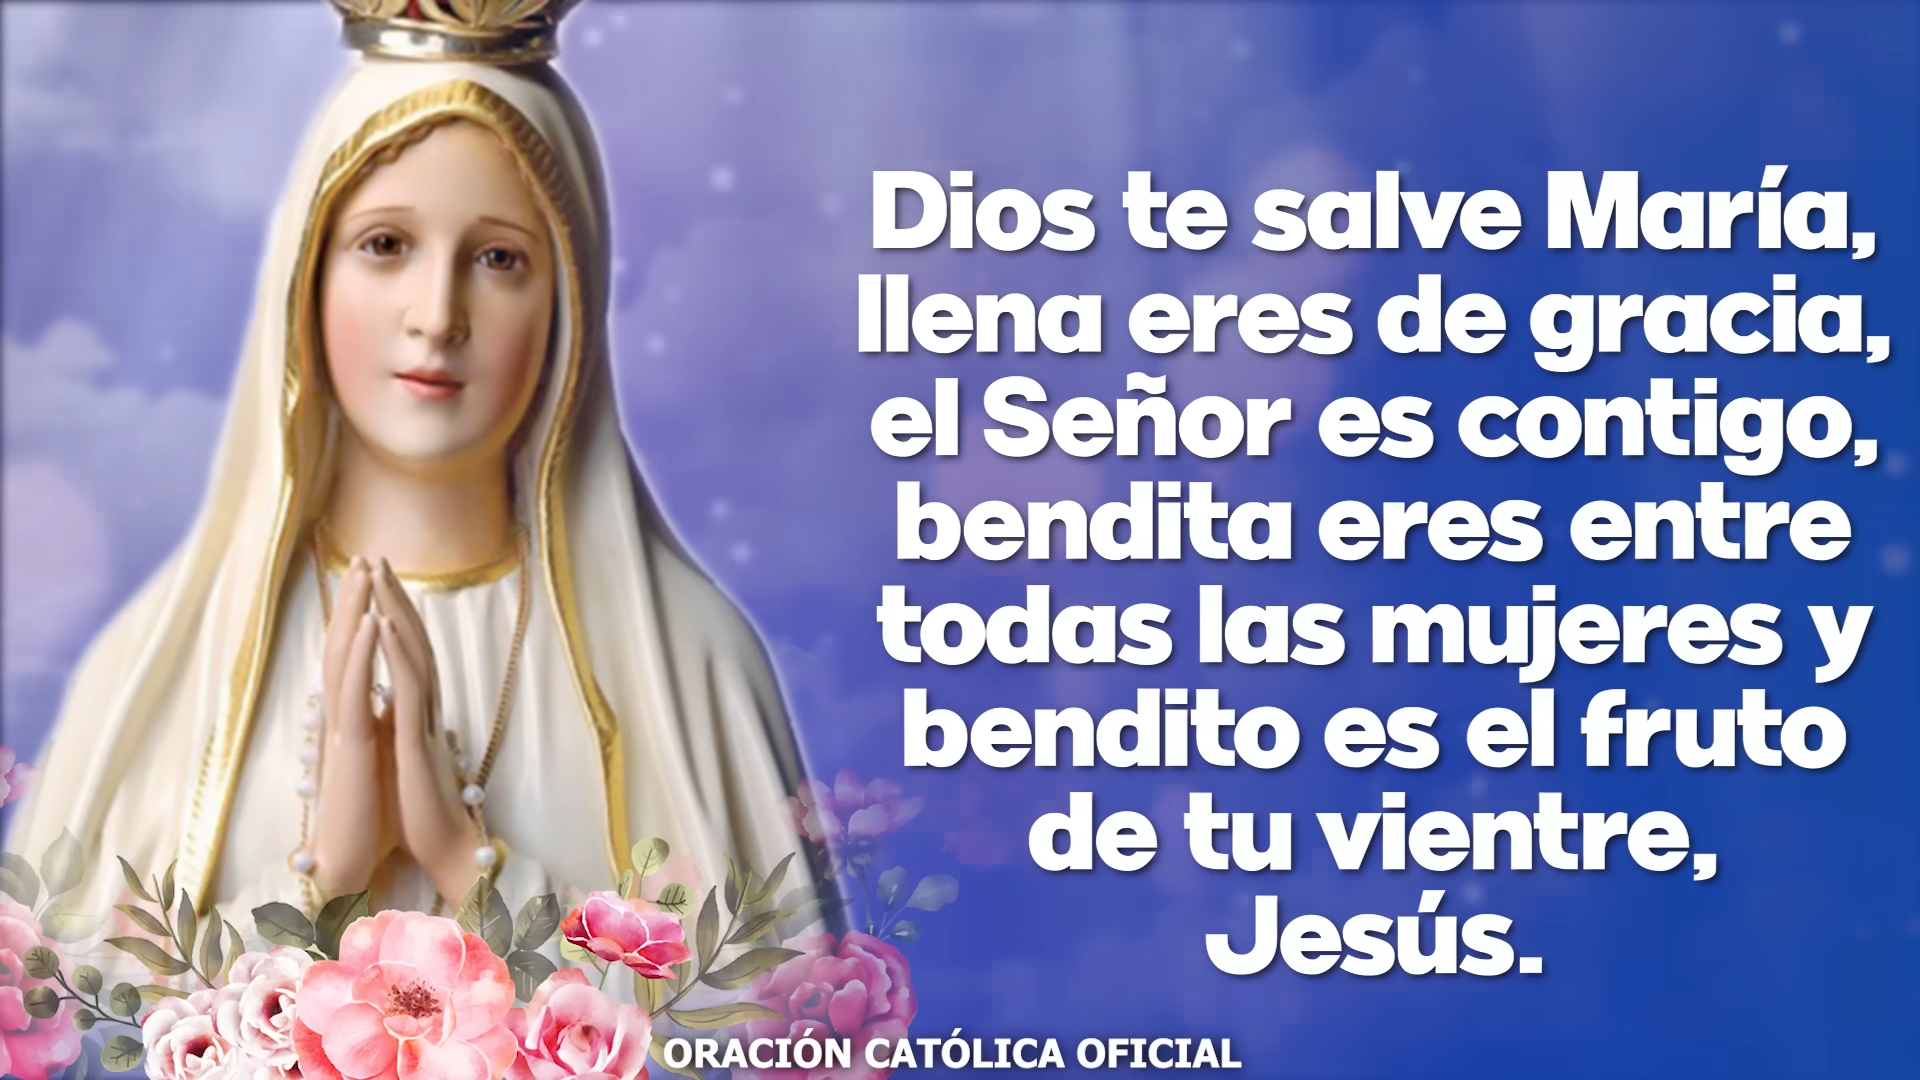 Dios te salve María,
llena eres de gracia,
el Señor es contigo,
bendita eres entre
todas las mujeres y
bendito es el fruto
de tu vientre,
Jesús.
ORACIÓN CATÓLICA OFICIAL